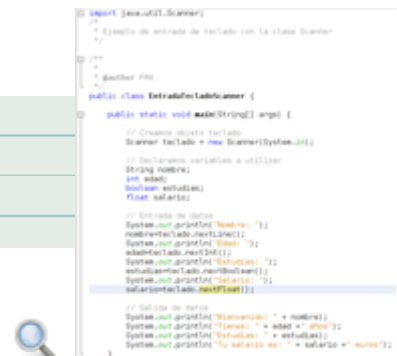 import java.util.Scanner;
/*
 * Ejemplo de entrada de teclado con la clase Scanner
 */
/**
 *
 * @author FMA
 */
public class EntradaTecladoScanner {
public static void main(String[] args) {
// Creamos objeto teclado
Scanner teclado = new Scanner(System.in);
// Declaramos variables a utilizar
String nombre;
int edad;
boolean estudias;
float salario;
// Entrada de datos
System.out.println("Nombre: ");
nombre=teclado.nextLine();
System.out.println("Edad: ");
edad=teclado.nextInt();
System.out.println("Estudias: ");
estudias=teclado.nextBoolean();
System.out.println("Salario: ");
salario=teclado.nextFloat();
// Salida de datos
System.out.println("Bienvenido: " + nombre);
System.out.println("Tienes: " + edad +" años");
System.out.println("Estudias: " + estudias);
System.out.println("Tu salario es: " + salario +" euros");
}